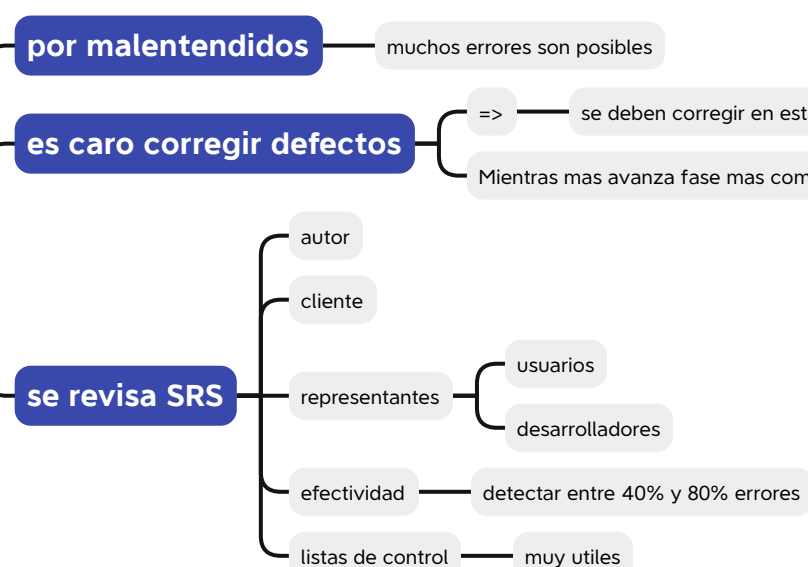 por malentendidos
muchos errores son posibles
es caro corregir defectos
=>
se deben corregir en
Mientras mas avanza fase mas
se revisa SRS
autor
cliente
representantes
usuarios
desarrolladores
efectividad
detectar entre 40% y 80% errores
listas de control
muy utiles